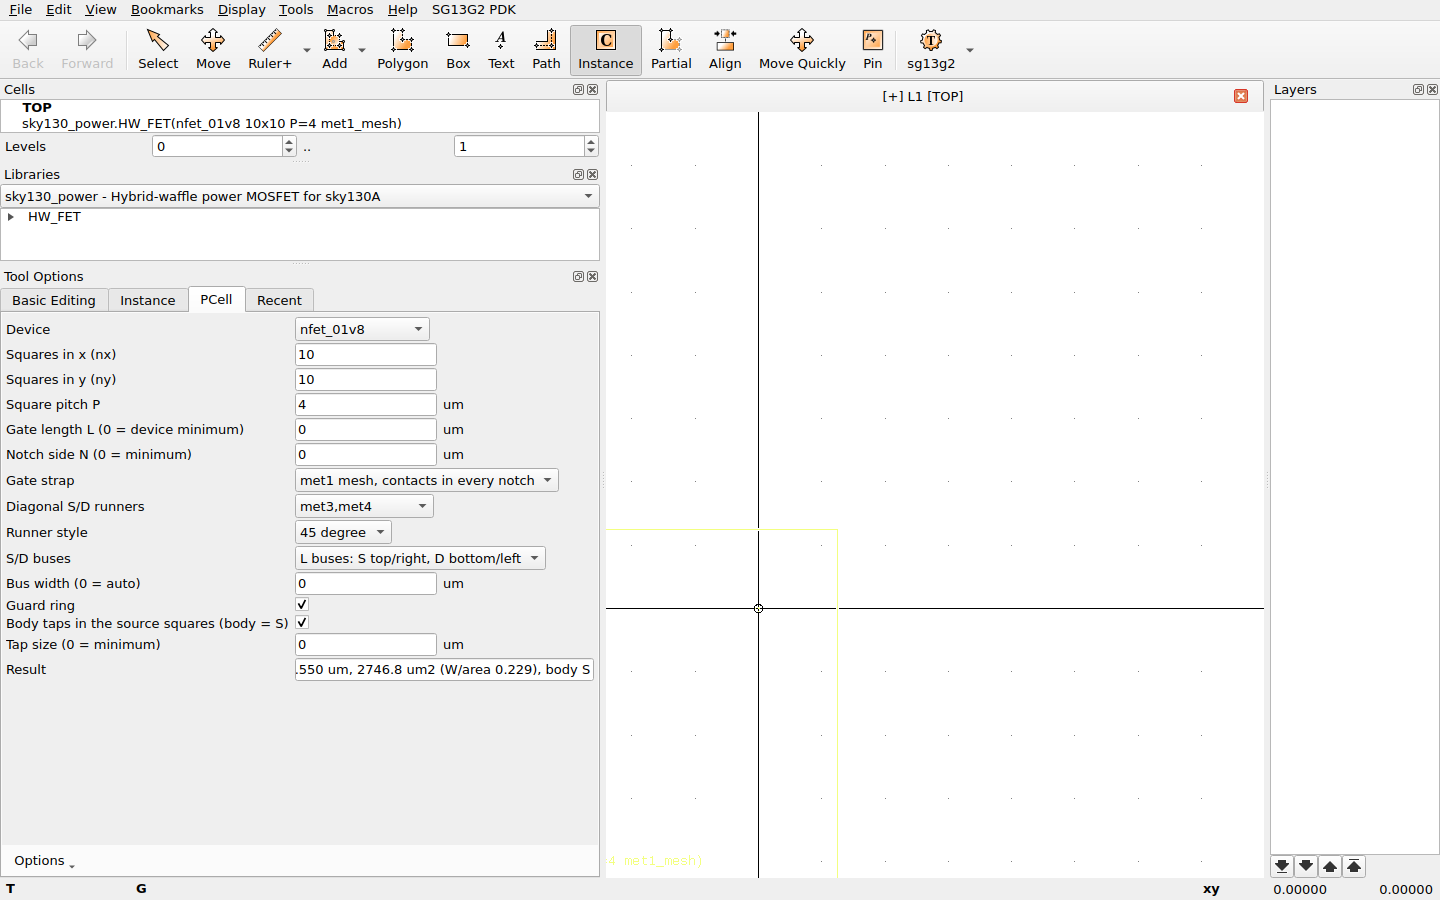 File Edit View Bookmarks Display Tools Macros Help SG13G2 PDK
Back Forward Select Move Ruler+ Add Polygon Box Text Path Instance Partial Align Move Quickly Pin sg13g2
Cells
TOP
sky130_power.HW_FET(nfet_01v8 10x10 P=4 met1_mesh)
Levels 0 .. 1
Libraries
sky130_power - Hybrid-waffle power MOSFET for sky130A
HW_FET
Tool Options
Basic Editing Instance PCell Recent
Device nfet_01v8
Squares in x (nx) 10
Squares in y (ny) 10
Square pitch P 4 um
Gate length L (0 = device minimum) 0 um
Notch side N (0 = minimum) 0 um
Gate strap met1 mesh, contacts in every notch
Diagonal S/D runners met3,met4
Runner style 45 degree
S/D buses L buses: S top/right, D bottom/left
Bus width (0 = auto) 0 um
Guard ring
Body taps in the source squares (body = S)
Tap size (0 = minimum) 0 um
Result .550 um, 2746.8 um2 (W/area 0.229), body S
Options
[+] L1 [TOP]
4 met1_mesh)
Layers
T G xy 0.00000 0.00000